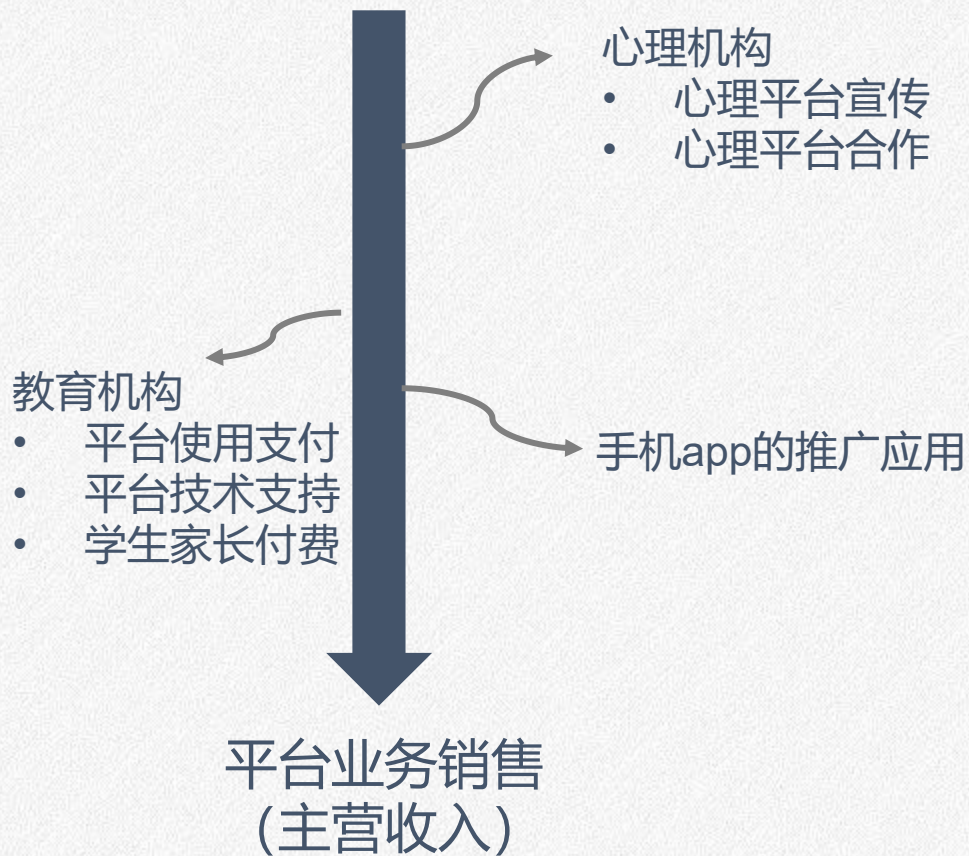 心理机构
• 心理平台宣传
• 心理平台合作
教育机构
• 平台使用支付
• 平台技术支持
• 学生家长付费
手机app的推广应用
平台业务销售
（主营收入）